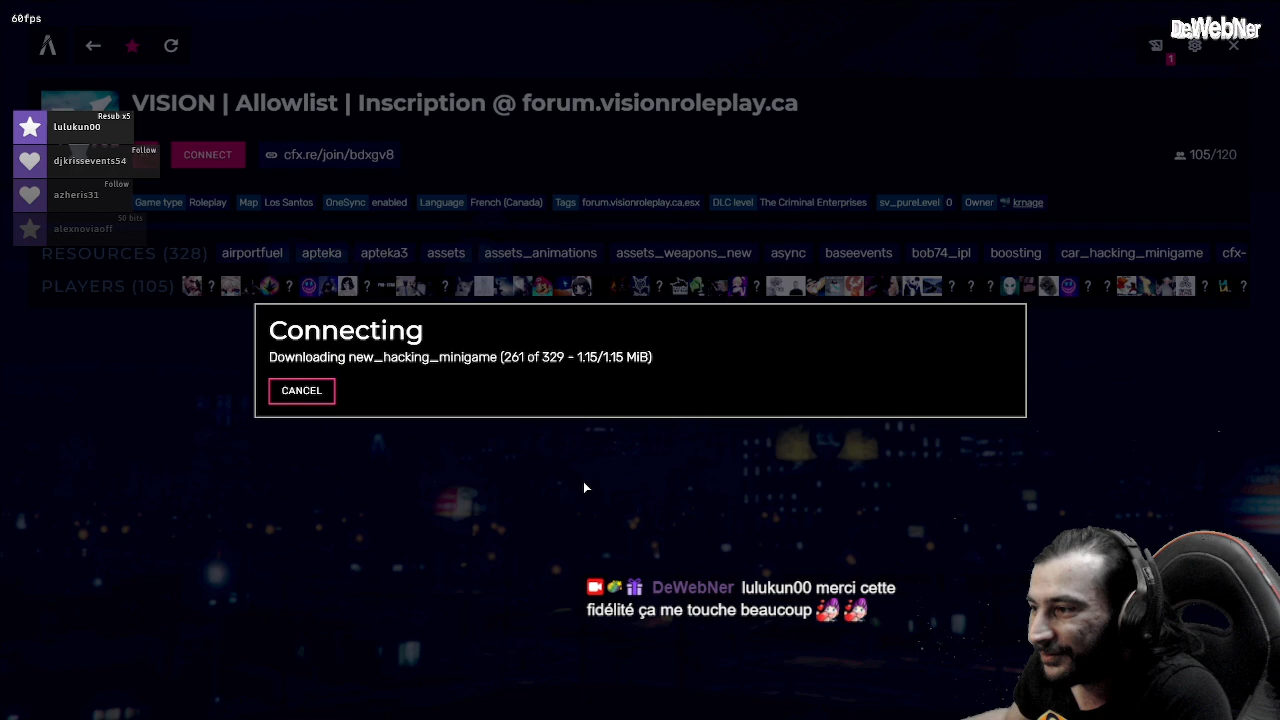 60fps
DeWebNer
1
VISION | Allowlist | Inscription @ forum.visionroleplay.ca
Resub x5
lulukun00
Follow
djkrissevents54
Follow
azheris31
50 bits
alexnoviaoff
CONNECT
cfx.re/join/bdxgv8
105/120
Game type Roleplay Map Los Santos OneSync enabled Language French (Canada) Tags forum.visionroleplay.ca,esx DLC level The Criminal Enterprises sv_pureLevel 0 Owner krnage
RESOURCES (328) airportfuel apteka apteka3 assets assets_animations assets_weapons_new async baseevents bob74_ipl boosting car_hacking_minigame cfx-
PLAYERS (105) ? ? ? ? ? ? ? ? ? ? ? ? ? ?
Connecting
Downloading new_hacking_minigame (261 of 329 - 1.15/1.15 MiB)
CANCEL
DeWebNer lulukun00 merci cette
fidélité ça me touche beaucoup